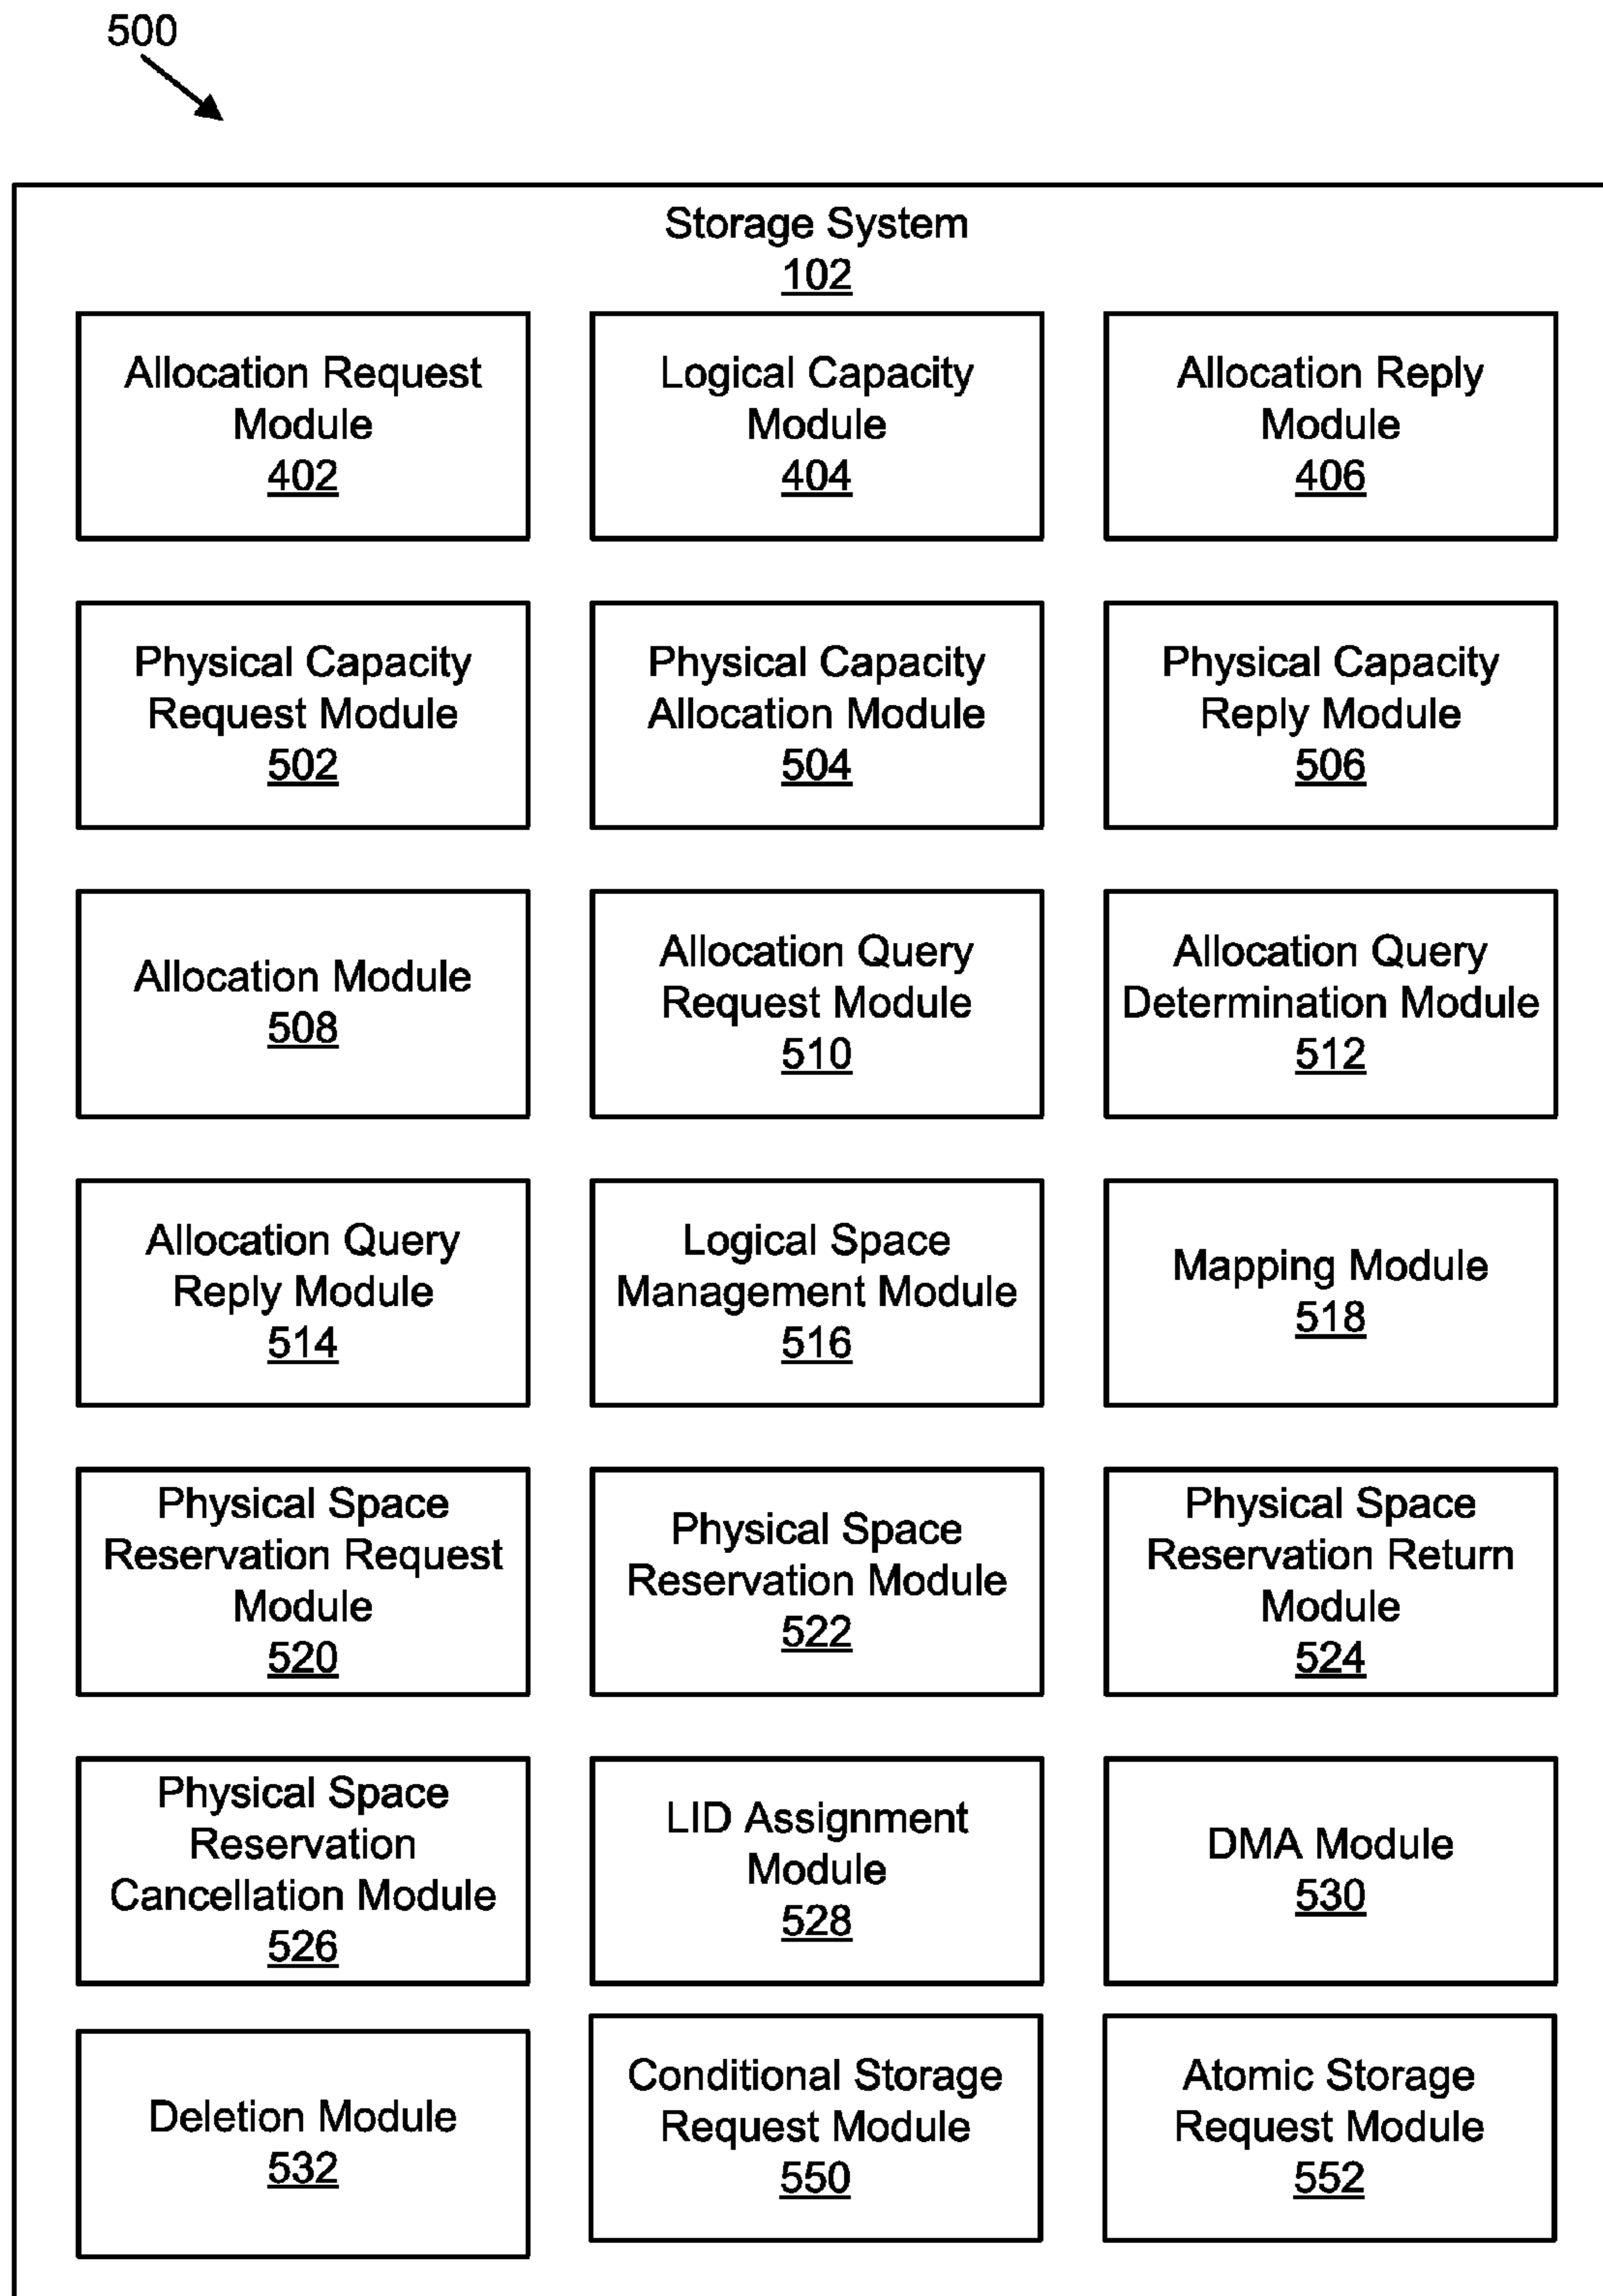 500
Storage System
102
Allocation Request
Module
402
Logical Capacity
Module
404
Allocation Reply
Module
406
Physical Capacity
Request Module
502
Physical Capacity
Allocation Module
504
Physical Capacity
Reply Module
506
Allocation Module
508
Allocation Query
Request Module
510
Allocation Query
Determination Module
512
Allocation Query
Reply Module
514
Logical Space
Management Module
516
Mapping Module
518
Physical Space
Reservation Request
Module
520
Physical Space
Reservation Module
522
Physical Space
Reservation Return
Module
524
Physical Space
Reservation
Cancellation Module
526
LID Assignment
Module
528
DMA Module
530
Deletion Module
532
Conditional Storage
Request Module
550
Atomic Storage
Request Module
552